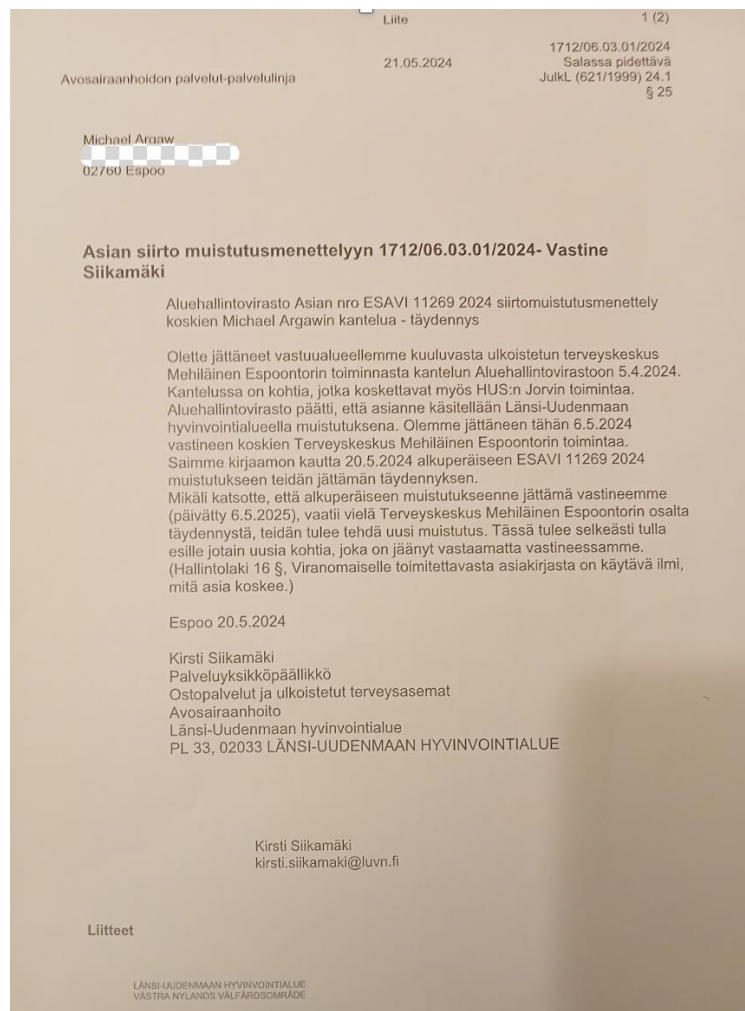 Liite
1 (2)
1712/06.03.01/2024
21.05.2024
Salassa pidettävä
Avosairaanhoidon palvelut-palvelulinja
JulkL (621/1999) 24.1
§ 25
Michael Argaw
02760 Espoo
Asian siirto muistutusmenettelyyn 1712/06.03.01/2024- Vastine
Siikamäki
Aluehallintovirasto Asian nro ESAVI 11269 2024 siirtomuistutusmenettely
koskien Michael Argawin kantelua - täydennys
Olette jättäneet vastuualueellemme kuuluvasta ulkoistetun terveyskeskus
Mehiläinen Espoontorin toiminnasta kantelun Aluehallintovirastoon 5.4.2024.
Kantelussa on kohtia, jotka koskettavat myös HUS:n Jorvin toimintaa.
Aluehallintovirasto päätti, että asianne käsitellään Länsi-Uudenmaan
hyvinvointialueella muistutuksena. Olemme jättäneen tähän 6.5.2024
vastineen koskien Terveyskeskus Mehiläinen Espoontorin toimintaa.
Saimme kirjaamon kautta 20.5.2024 alkuperäiseen ESAVI 11269 2024
muistutukseen teidän jättämän täydennyksen.
Mikäli katsotte, että alkuperäiseen muistutukseenne jättämä vastineemme
(päivätty 6.5.2025), vaatii vielä Terveyskeskus Mehiläinen Espoontorin osalta
täydennystä, teidän tulee tehdä uusi muistutus. Tässä tulee selkeästi tulla
esille jotain uusia kohtia, joka on jäänyt vastaamatta vastineessamme.
(Hallintolaki 16 §, Viranomaiselle toimitettavasta asiakirjasta on käytävä ilmi,
mitä asia koskee.)
Espoo 20.5.2024
Kirsti Siikamäki
Palveluyksikköpäällikkö
Ostopalvelut ja ulkoistetut terveysasemat
Avosairaanhoito
Länsi-Uudenmaan hyvinvointialue
PL 33, 02033 LÄNSI-UUDENMAAN HYVINVOINTIALUE
Kirsti Siikamäki
kirsti.siikamaki@luvn.fi
Liitteet
LÄNSI-UUDENMAAN HYVINVOINTIALUE
VÄSTRA NYLANDS VÄLFÄRDSOMRÅDE